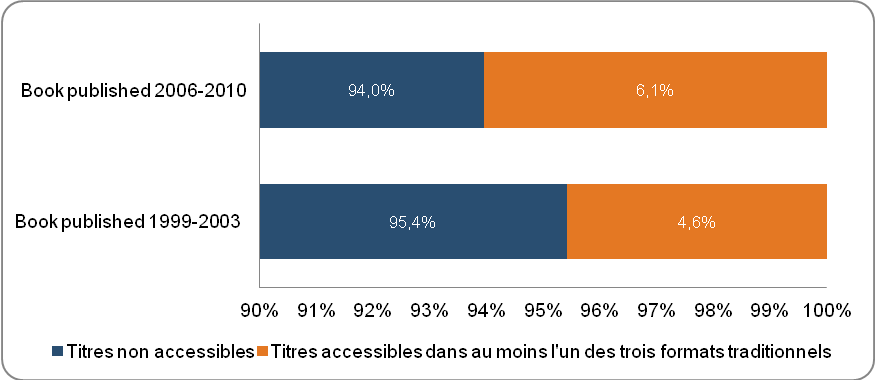 Book published 2006-2010
94,0%
6,1%
Book published 1999-2003
95,4%
4,6%
90% 91% 92% 93% 94% 95% 96% 97% 98% 99% 100%
Titres non accessibles Titres accessibles dans au moins l'un des trois formats traditionnels